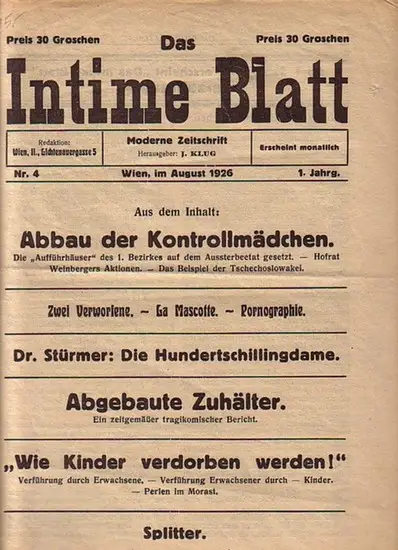 Preis 30 Groschen
Das
Preis 30 Groschen
Intime Blatt
Redaktion:
Wien, II., Lichtenauergasse 5
Moderne Zeitschrift
Herausgeber: J. KLUG
Erscheint monatlich
Nr. 4
Wien, im August 1926
1. Jahrg.
Aus dem Inhalt:
Abbau der Kontrollmädchen.
Die „Aufführhäuser" des 1. Bezirkes auf dem Aussterbeetat gesetzt. — Hofrat
Weinbergers Aktionen. — Das Beispiel der Tschechoslowakei.
Zwei Verworfene. - La Mascotte. - Pornographie.
Dr. Stürmer: Die Hundertschillingdame.
Abgebaute Zuhälter.
Ein zeitgemäßer tragikomischer Bericht.
„Wie Kinder verdorben werden!"
Verführung durch Erwachsene. — Verführung Erwachsener durch — Kinder.
— Perlen im Morast.
Splitter.